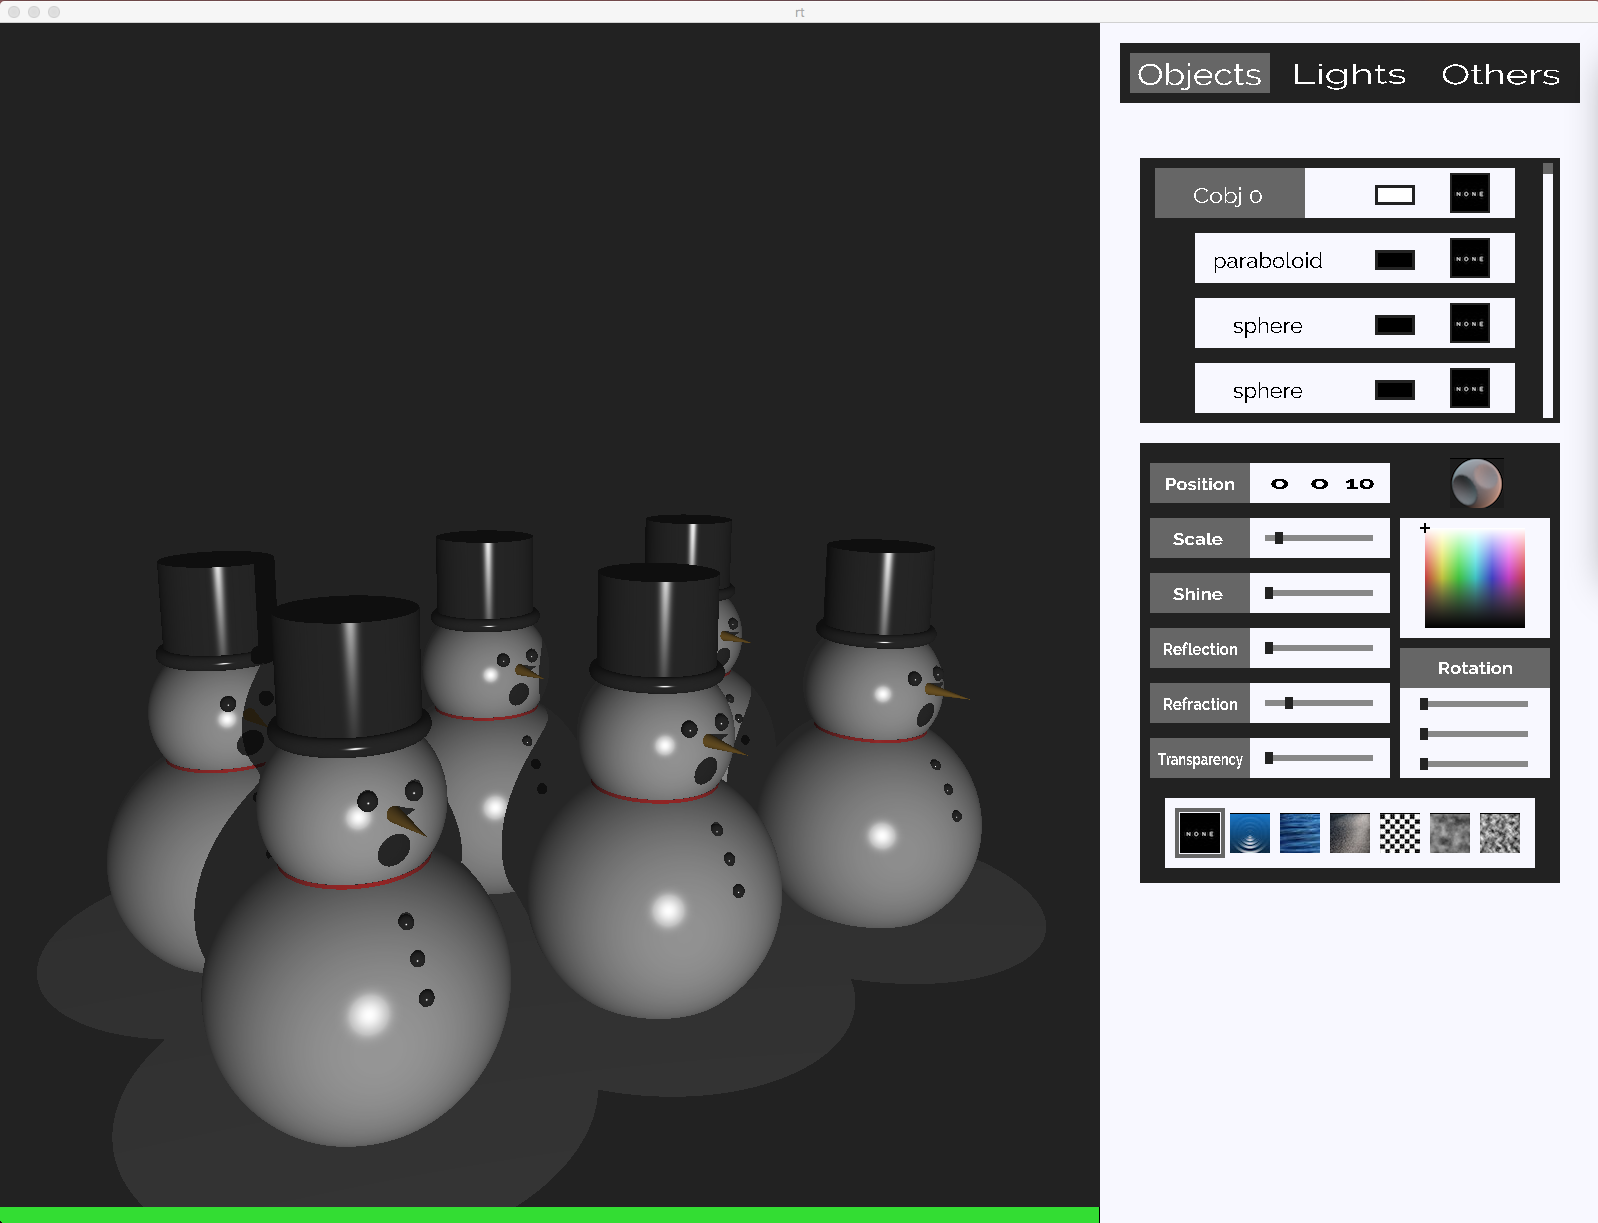 rt
Objects Lights Others
Cobj 0 NONE
paraboloid NONE
sphere NONE
sphere NONE
Position 0 0 10
Scale
Shine
Reflection
Refraction
Rotation
Transparency
NONE